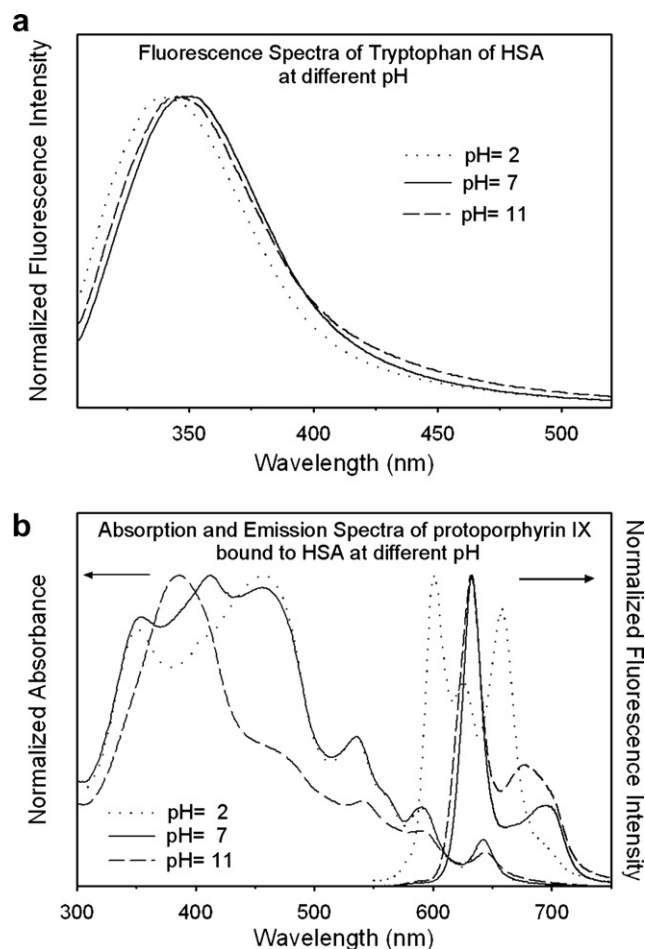 a
Fluorescence Spectra of Tryptophan of HSA
at different pH
pH= 2
pH= 7
pH= 11
Normalized Fluorescence Intensity
350
400
450
500
Wavelength (nm)
b
Absorption and Emission Spectra of protoporphyrin IX
bound to HSA at different pH
Normalized Absorbance
Normalized Fluorescence Intensity
pH= 2
pH= 7
pH= 11
300
400
500
600
700
Wavelength (nm)